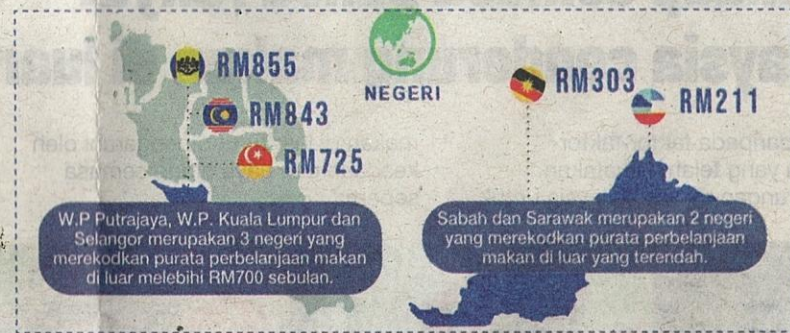 NEGERI
RM855
RM843
RM725
W.P Putrajaya, W.P. Kuala Lumpur dan
Selangor merupakan 3 negeri yang
merekodkan purata perbelanjaan makan
di luar melebihi RM700 sebulan.
RM303
RM211
Sabah dan Sarawak merupakan 2 negeri
yang merekodkan purata perbelanjaan
makan di luar yang terendah.